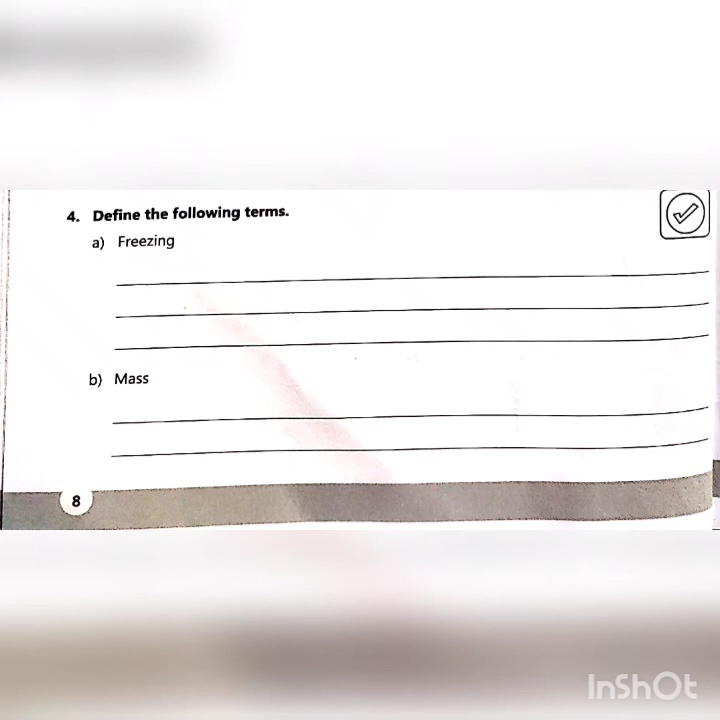 4. Define the following terms.
a) Freezing
b) Mass
8
InShOt